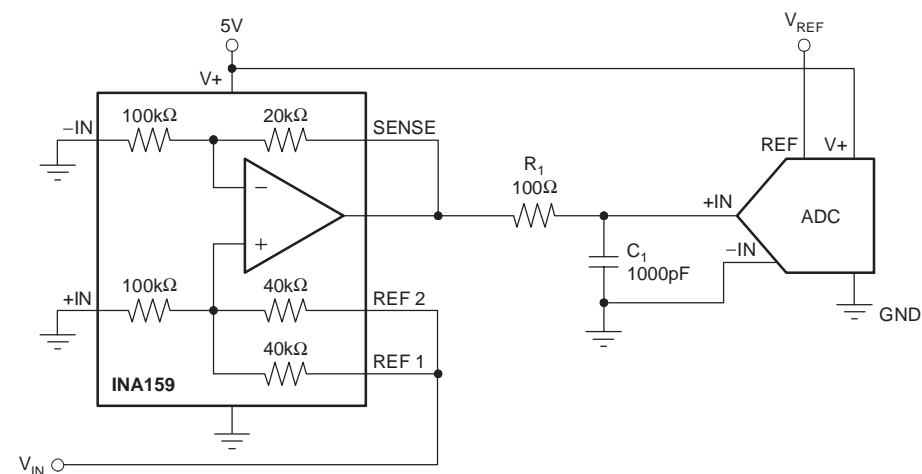 5V
V+
VREF
100kΩ
20kΩ
−IN
SENSE
−
+
R1
100Ω
REF
V+
+IN
ADC
−IN
C1
1000pF
GND
100kΩ
40kΩ
+IN
REF 2
40kΩ
REF 1
INA159
VIN